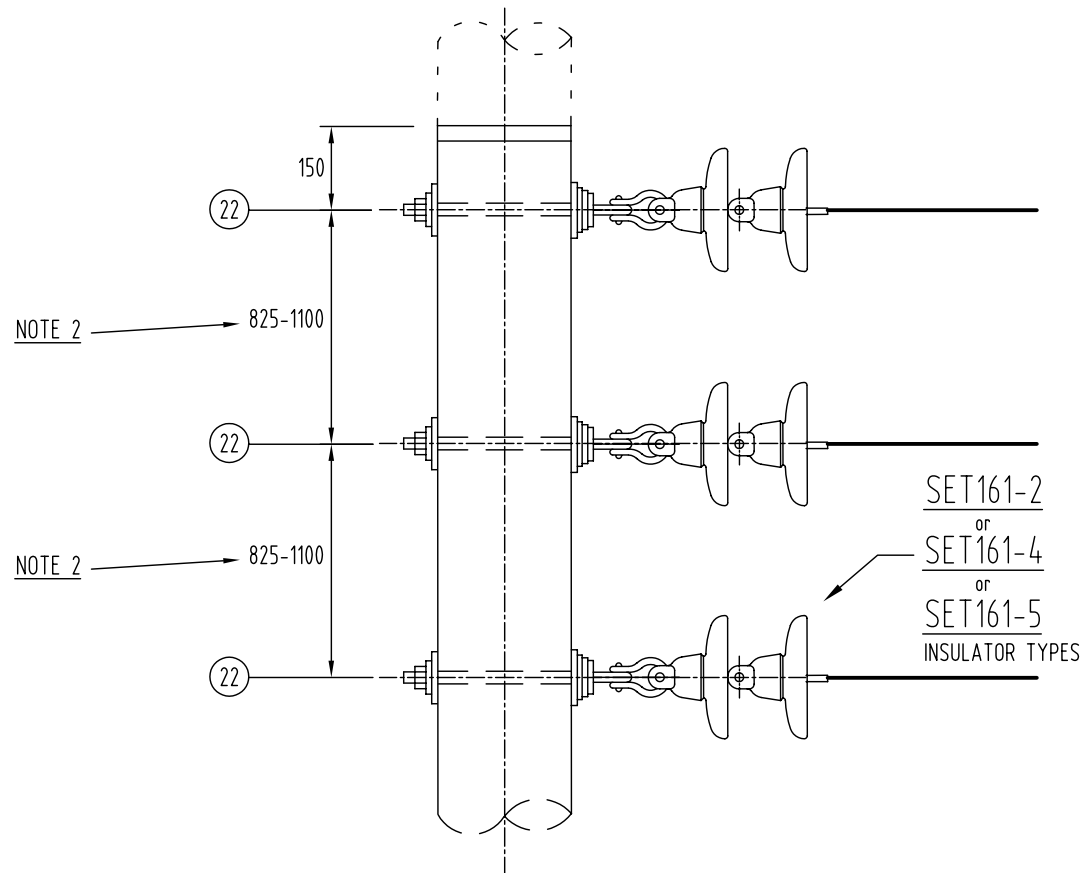 150
22
NOTE 2
825-1100
22
NOTE 2
825-1100
22
SET161-2
or
SET161-4
or
SET161-5
INSULATOR TYPES